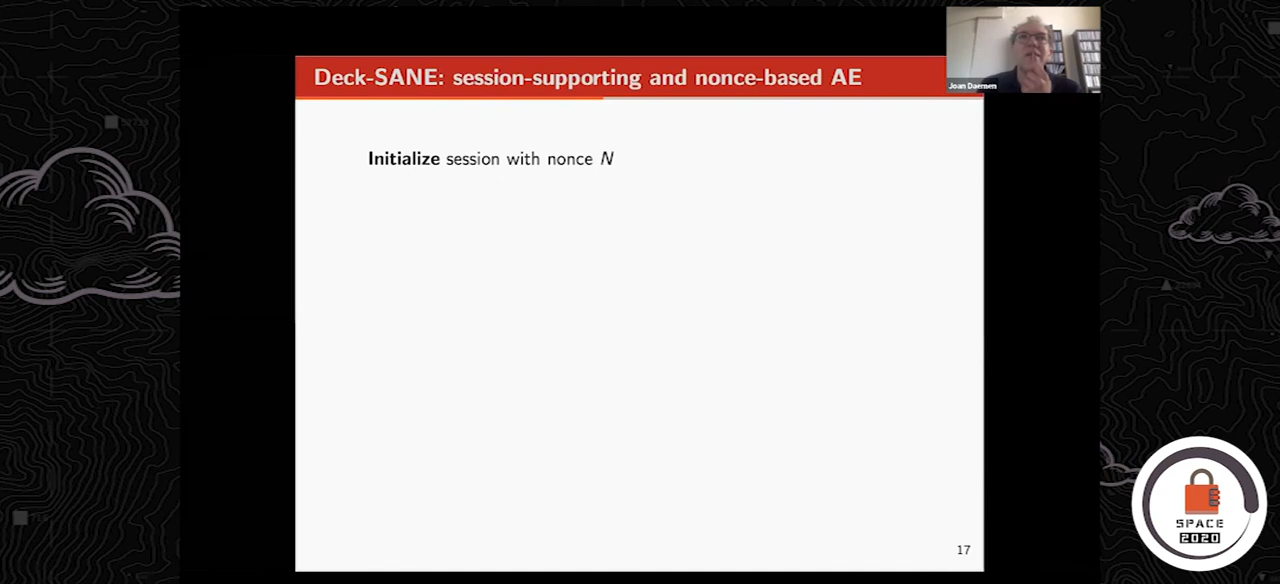 Deck-SANE: session-supporting and nonce-based AE
Joan Daemen
Initialize session with nonce N
SPACE
2020
17